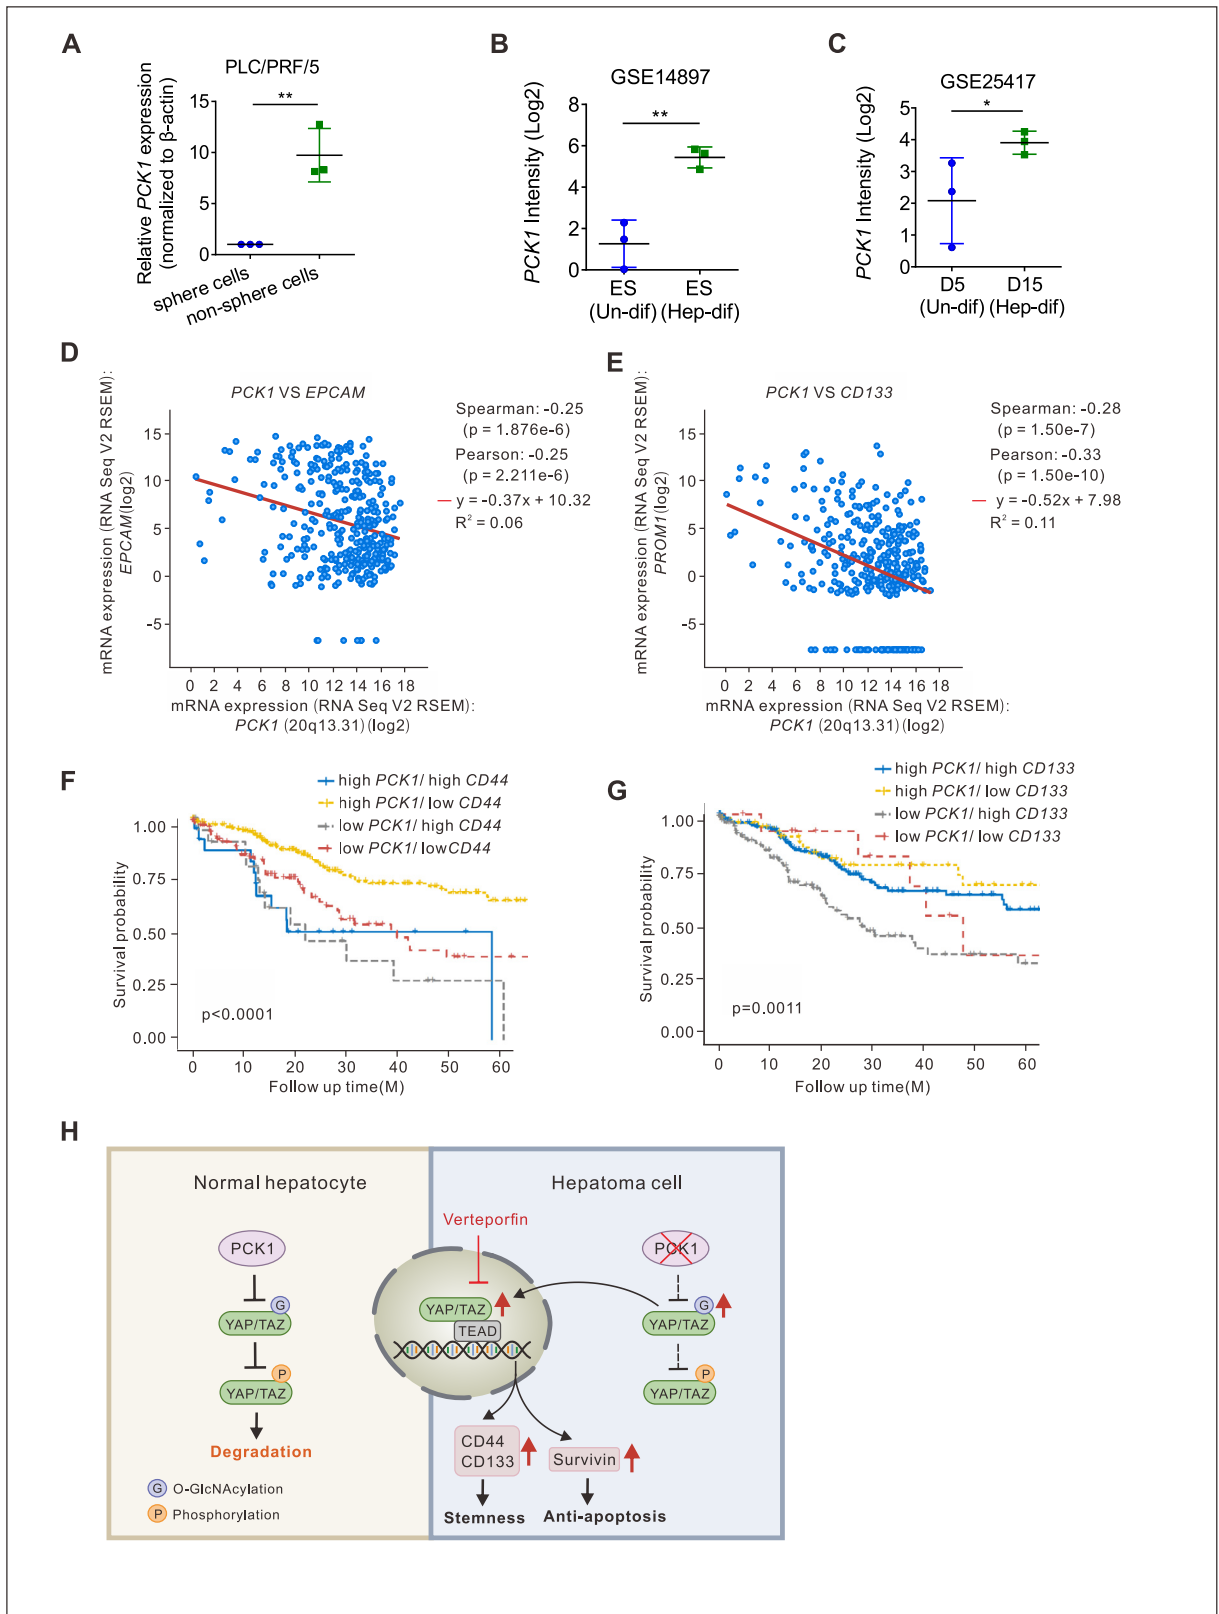 A
PLC/PRF/5
Relative PCK1 expression
(normalized to β-actin)
15
10
5
0
**
sphere cells
non-sphere cells
B
GSE14897
PCK1 Intensity (Log2)
8
6
4
2
0
**
ES
(Un-dif)
ES
(Hep-dif)
C
GSE25417
PCK1 Intensity (Log2)
5
4
3
2
1
0
*
D5
(Un-dif)
D15
(Hep-dif)
D
PCK1 VS EPCAM
mRNA expression (RNA Seq V2 RSEM):
EPCAM(log2)
15
10
5
0
-5
0 2 4 6 8 10 12 14 16 18
mRNA expression (RNA Seq V2 RSEM):
PCK1 (20q13.31)(log2)
Spearman: -0.25
(p = 1.876e-6)
Pearson: -0.25
(p = 2.211e-6)
y = -0.37x + 10.32
R² = 0.06
E
PCK1 VS CD133
mRNA expression (RNA Seq V2 RSEM):
PROM1(log2)
15
10
5
0
-5
0 2 4 6 8 10 12 14 16 18
mRNA expression (RNA Seq V2 RSEM):
PCK1 (20q13.31)(log2)
Spearman: -0.28
(p = 1.50e-7)
Pearson: -0.33
(p = 1.50e-10)
y = -0.52x + 7.98
R² = 0.11
F
high PCK1/ high CD44
high PCK1/ low CD44
low PCK1/ high CD44
low PCK1/ lowCD44
Survival probability
1.00
0.75
0.50
0.25
0.00
p<0.0001
0 10 20 30 40 50 60
Follow up time(M)
G
high PCK1/ high CD133
high PCK1/ low CD133
low PCK1/ high CD133
low PCK1/ low CD133
Survival probability
1.00
0.75
0.50
0.25
0.00
p=0.0011
0 10 20 30 40 50 60
Follow up time(M)
H
Normal hepatocyte
PCK1
G
YAP/TAZ
P
YAP/TAZ
Degradation
G O-GlcNAcylation
P Phosphorylation
Hepatoma cell
Verteporfin
PCK1
YAP/TAZ
TEAD
G
YAP/TAZ
P
YAP/TAZ
CD44
CD133
Survivin
Stemness
Anti-apoptosis